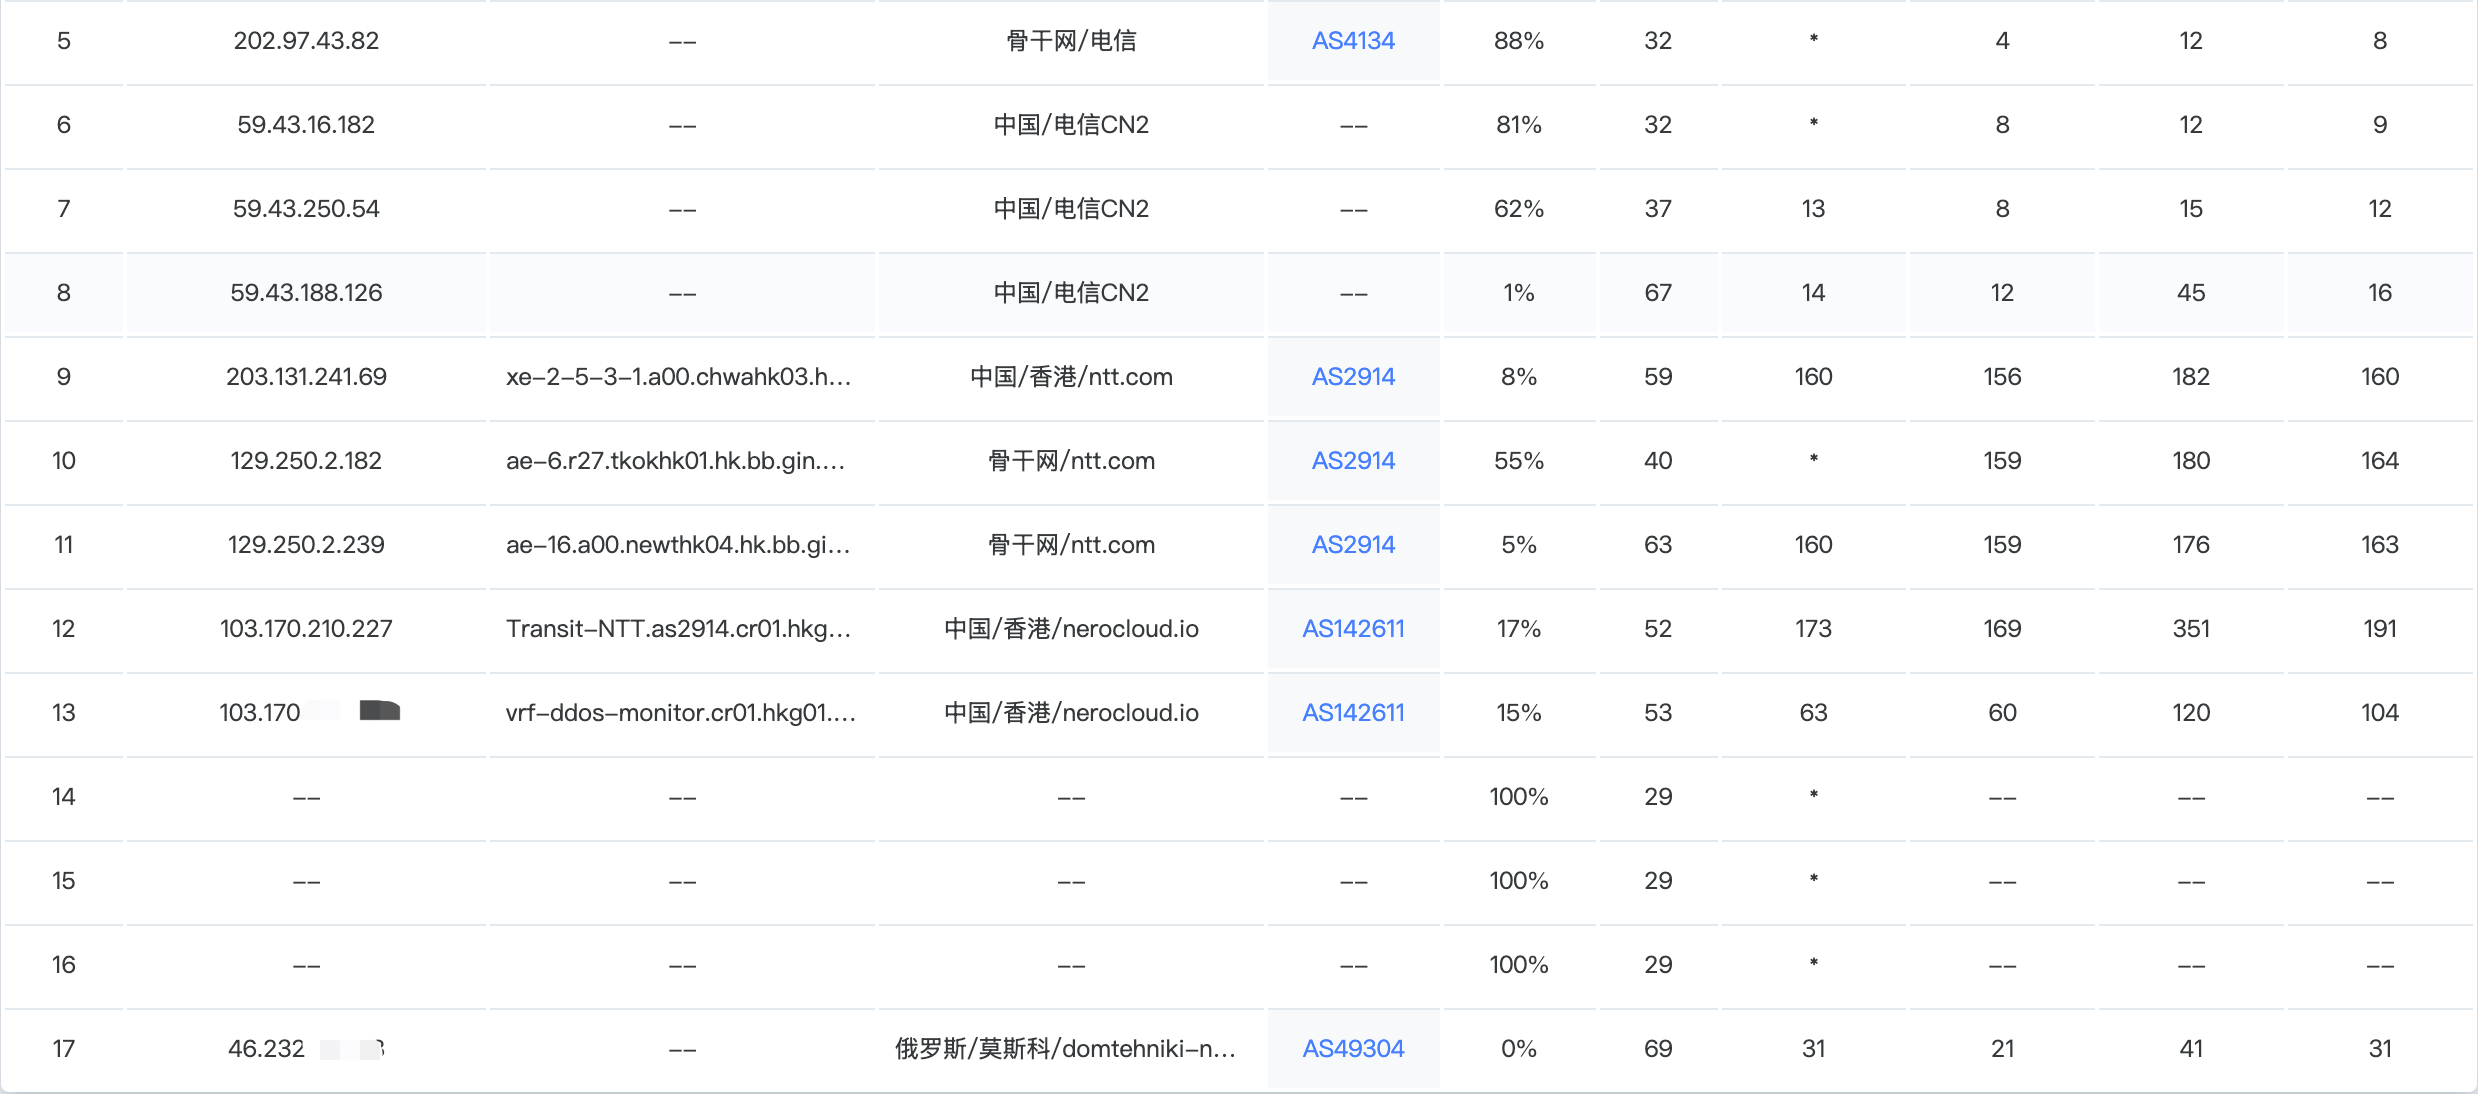 5 202.97.43.82 -- 骨干网/电信 AS4134 88% 32 * 4 12 8
6 59.43.16.182 -- 中国/电信CN2 -- 81% 32 * 8 12 9
7 59.43.250.54 -- 中国/电信CN2 -- 62% 37 13 8 15 12
8 59.43.188.126 -- 中国/电信CN2 -- 1% 67 14 12 45 16
9 203.131.241.69 xe-2-5-3-1.a00.chwahk03.h... 中国/香港/ntt.com AS2914 8% 59 160 156 182 160
10 129.250.2.182 ae-6.r27.tkokhk01.hk.bb.gin.... 骨干网/ntt.com AS2914 55% 40 * 159 180 164
11 129.250.2.239 ae-16.a00.newthk04.hk.bb.gi... 骨干网/ntt.com AS2914 5% 63 160 159 176 163
12 103.170.210.227 Transit-NTT.as2914.cr01.hkg... 中国/香港/nerocloud.io AS142611 17% 52 173 169 351 191
13 103.170 vrf-ddos-monitor.cr01.hkg01.... 中国/香港/nerocloud.io AS142611 15% 53 63 60 120 104
14 -- -- -- -- 100% 29 * -- -- --
15 -- -- -- -- 100% 29 * -- -- --
16 -- -- -- -- 100% 29 * -- -- --
17 46.232 -- 俄罗斯/莫斯科/domtehniki-n... AS49304 0% 69 31 21 41 31